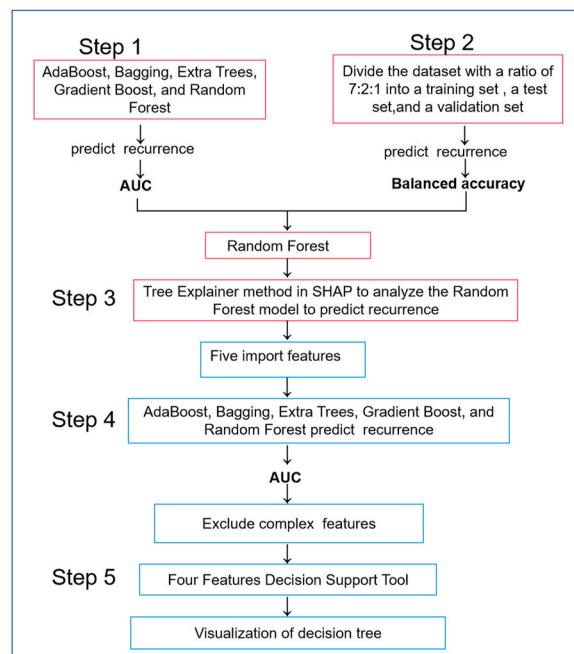 Step 1
AdaBoost, Bagging, Extra Trees,
Gradient Boost, and Random
Forest
predict recurrence
AUC
Step 2
Divide the dataset with a ratio of
7:2:1 into a training set , a test
set,and a validation set
predict recurrence
Balanced accuracy
Random Forest
Step 3
Tree Explainer method in SHAP to analyze the Random
Forest model to predict recurrence
Five import features
Step 4
AdaBoost, Bagging, Extra Trees, Gradient Boost, and
Random Forest predict recurrence
AUC
Exclude complex features
Step 5
Four Features Decision Support Tool
Visualization of decision tree